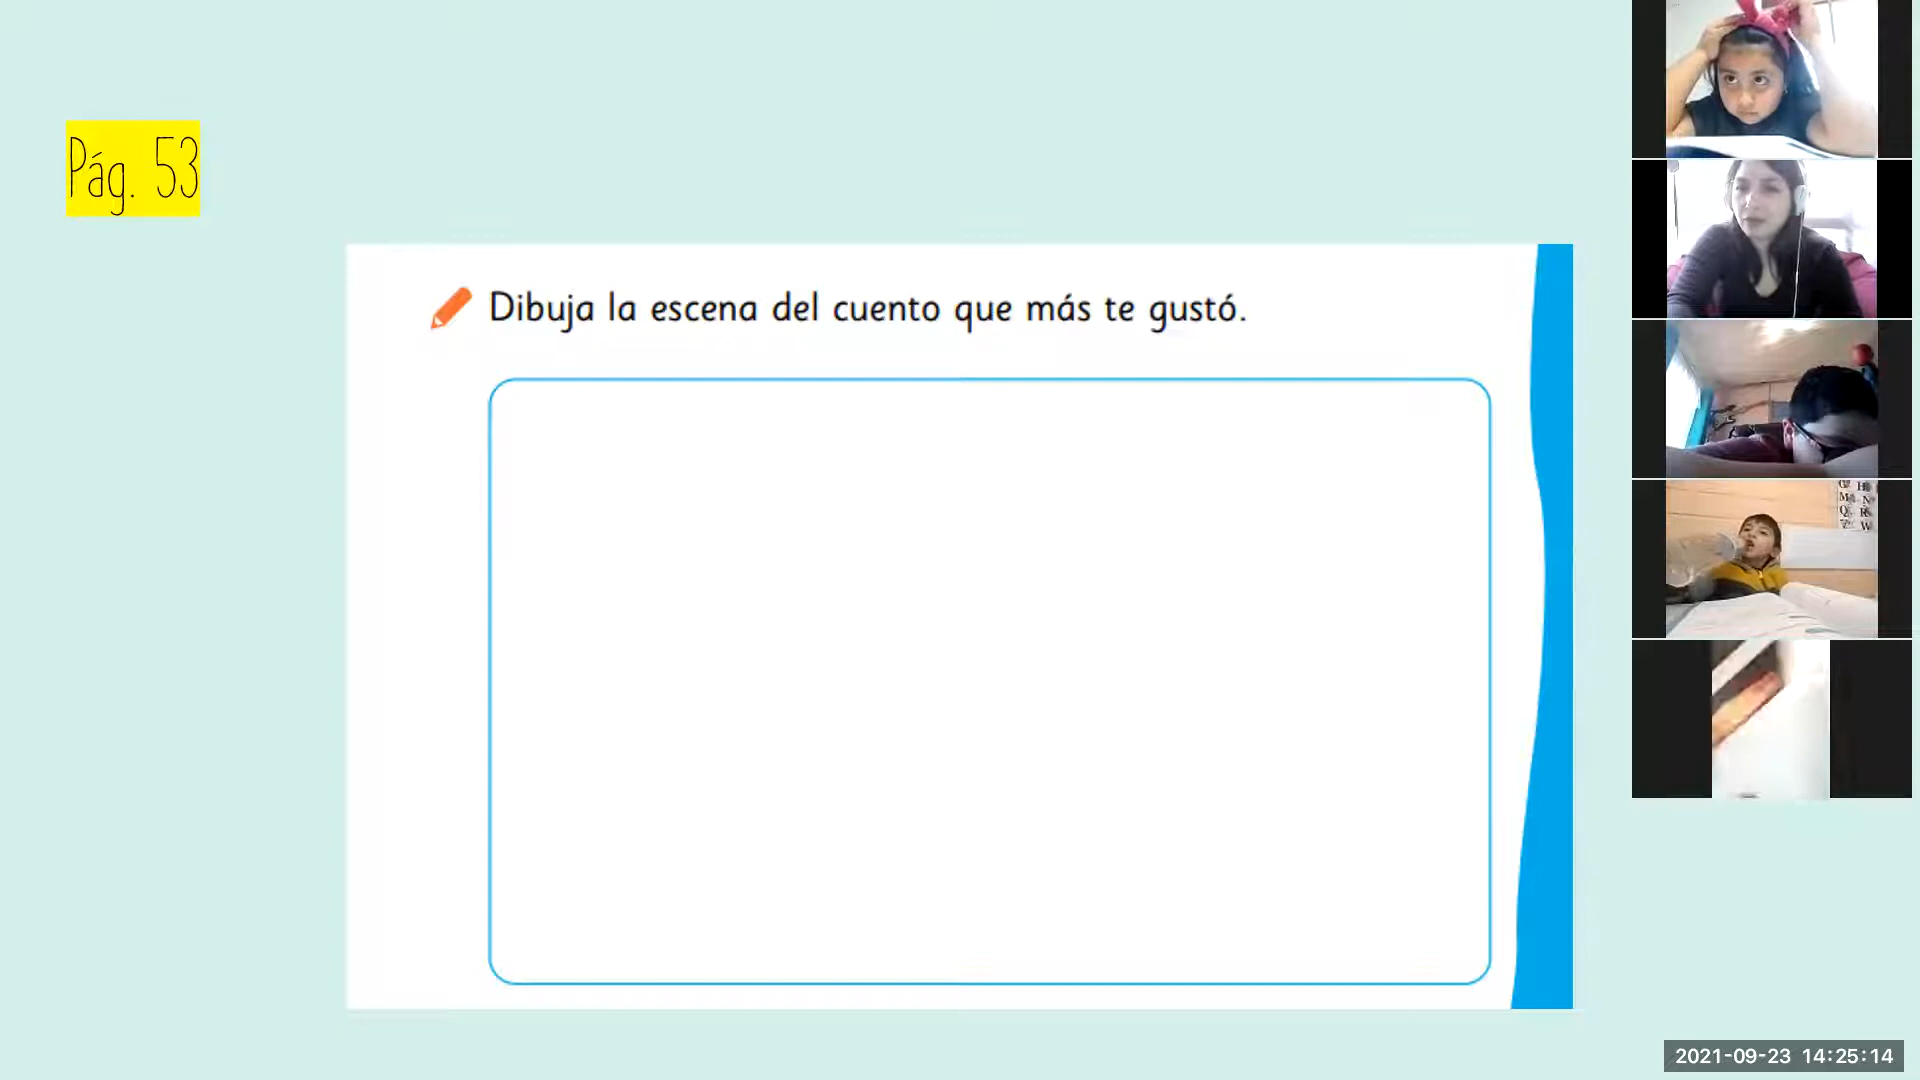 Pág. 53
Dibuja la escena del cuento que más te gustó.
G H
M N
Q R
W
2021-09-23 14:25:14